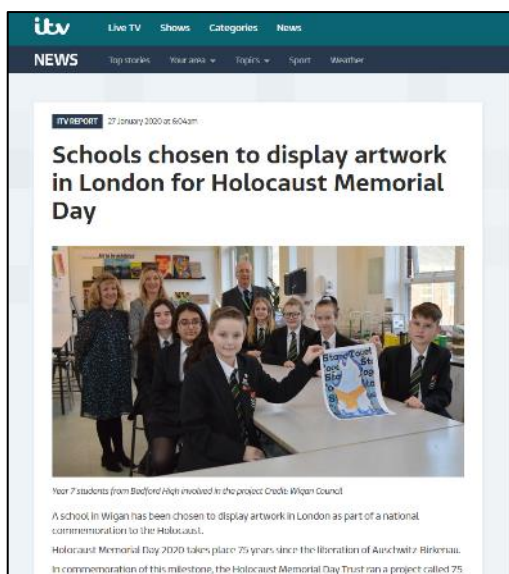 itv Live TV Shows Categories News
NEWS Top stories Your area Topics Sport Weather
ITV REPORT 27 January 2020 at 6:04am
Schools chosen to display artwork
in London for Holocaust Memorial
Day
Stand Toget
Year 7 students from Bedford High involved in the project Credit: Wigan Council
A school in Wigan has been chosen to display artwork in London as part of a national
commemoration to the Holocaust.
Holocaust Memorial Day 2020 takes place 75 years since the liberation of Auschwitz-Birkenau.
In commemoration of this milestone, the Holocaust Memorial Day Trust ran a project called 75